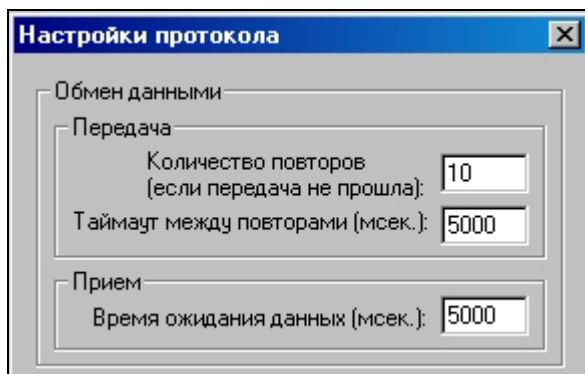 Настройки протокола
Обмен данными
Передача
Количество повторов
(если передача не прошла): 10
Таймаут между повторами (мсек.): 5000
Прием
Время ожидания данных (мсек.): 5000